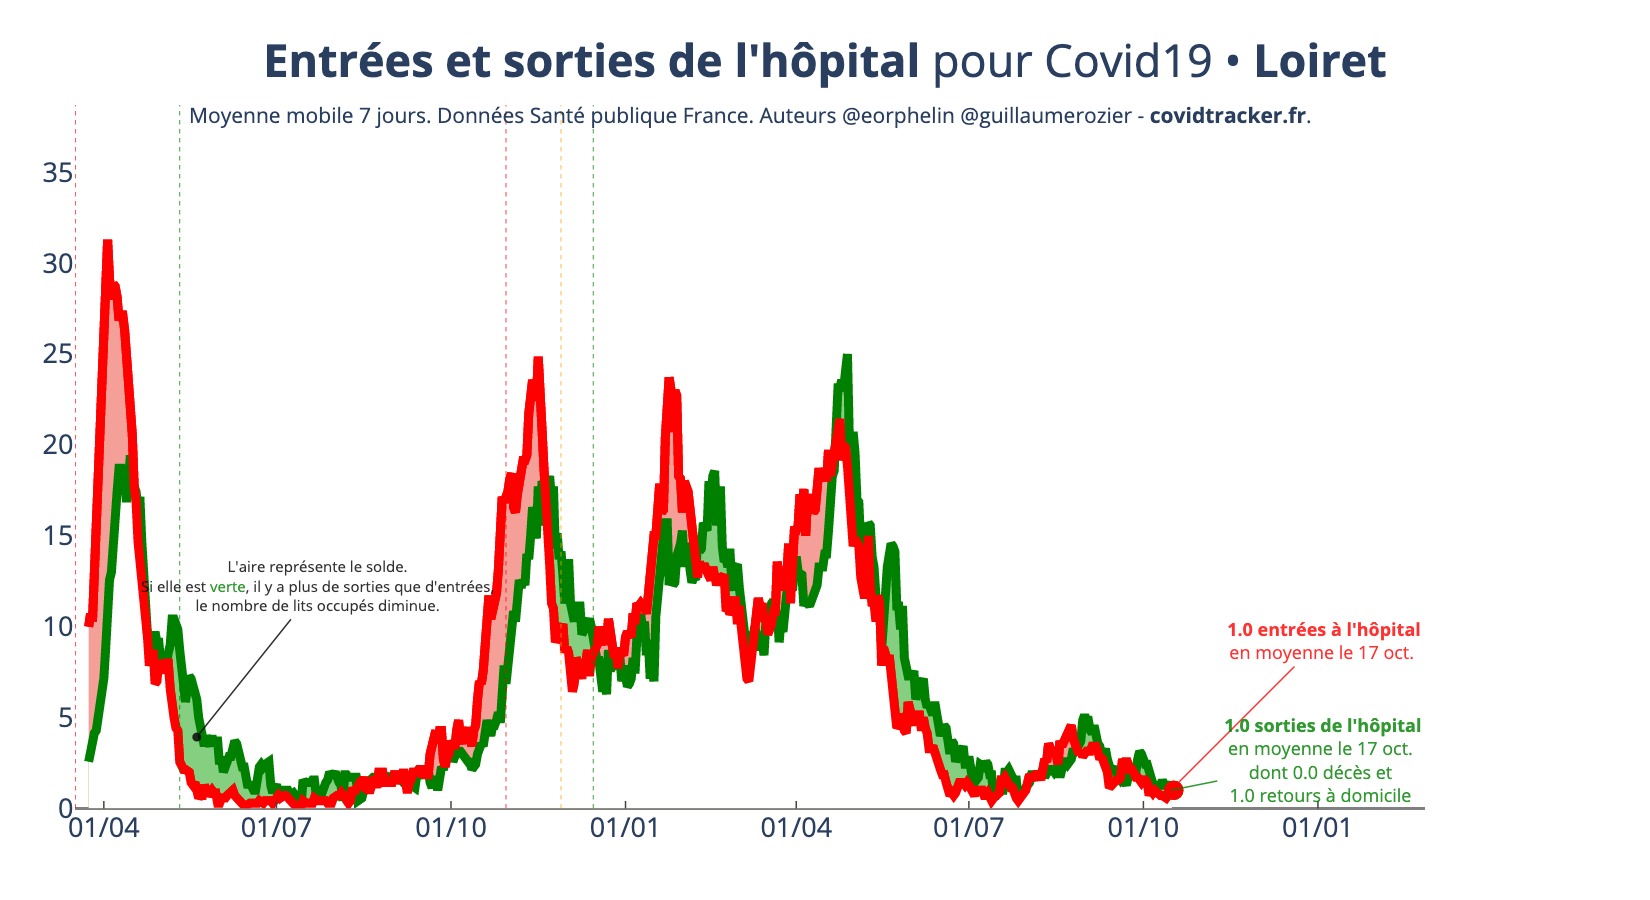 Entrées et sorties de l'hôpital pour Covid19 • Loiret
Moyenne mobile 7 jours. Données Santé publique France. Auteurs @eorphelin @guillaumerozier - covidtracker.fr.
35
30
25
20
15
10
5
0
L'aire représente le solde.
Si elle est verte, il y a plus de sorties que d'entrées,
le nombre de lits occupés diminue.
1.0 entrées à l'hôpital
en moyenne le 17 oct.
1.0 sorties de l'hôpital
en moyenne le 17 oct.
dont 0.0 décès et
1.0 retours à domicile
01/04
01/07
01/10
01/01
01/04
01/07
01/10
01/01